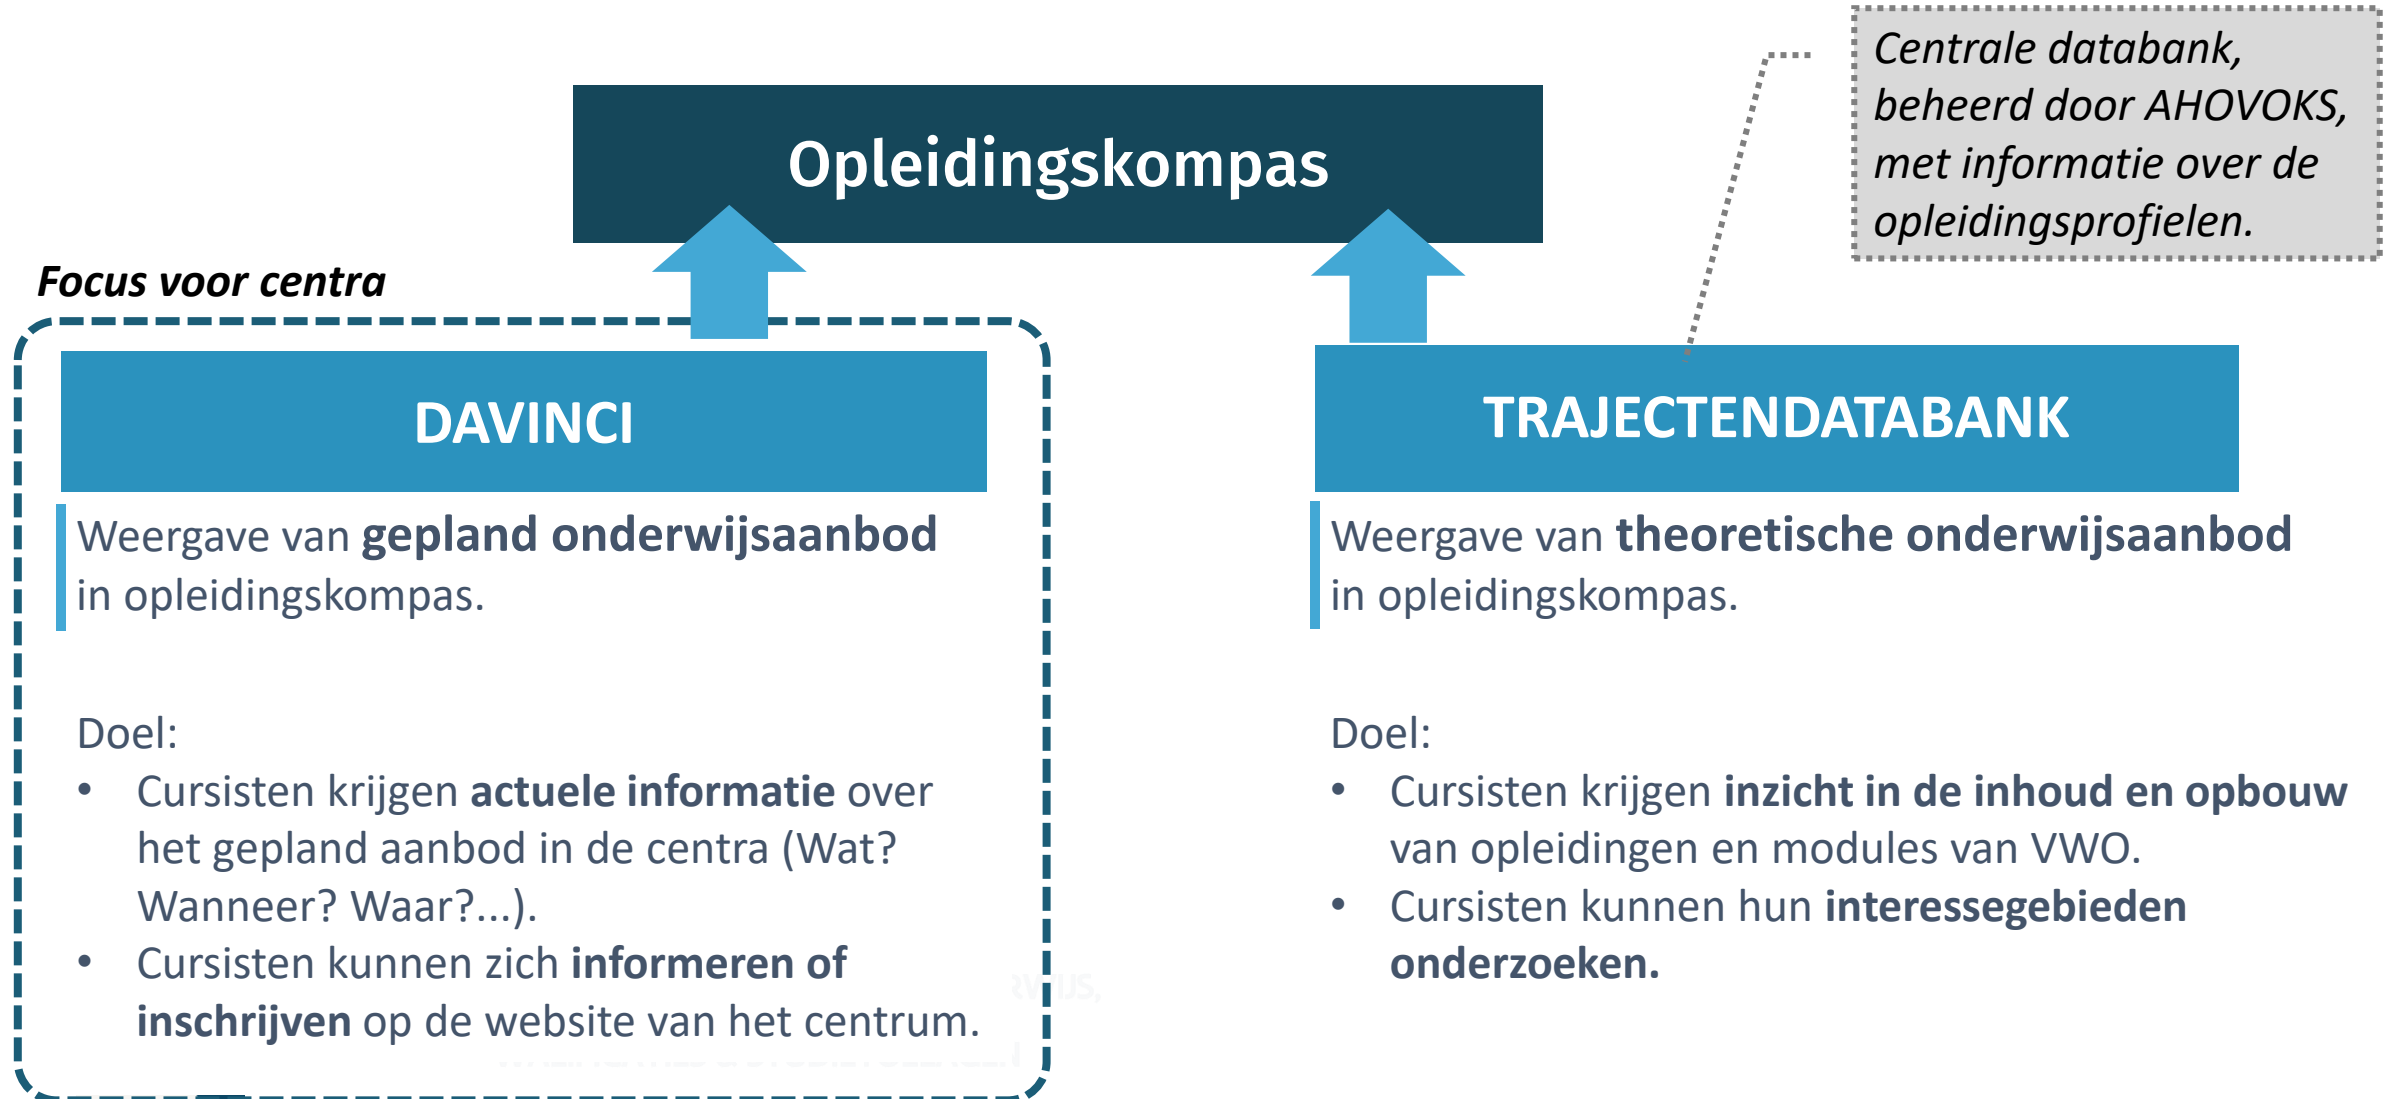 Centrale databank,
beheerd door AHOVOKS,
met informatie over de
opleidingsprofielen.
Opleidingskompas
Focus voor centra
DAVINCI
Weergave van gepland onderwijsaanbod
in opleidingskompas.
Doel:
• Cursisten krijgen actuele informatie over
het gepland aanbod in de centra (Wat?
Wanneer? Waar?...).
• Cursisten kunnen zich informeren of
inschrijven op de website van het centrum.
TRAJECTENDATABANK
Weergave van theoretische onderwijsaanbod
in opleidingskompas.
Doel:
• Cursisten krijgen inzicht in de inhoud en opbouw
van opleidingen en modules van VWO.
• Cursisten kunnen hun interessegebieden
onderzoeken.